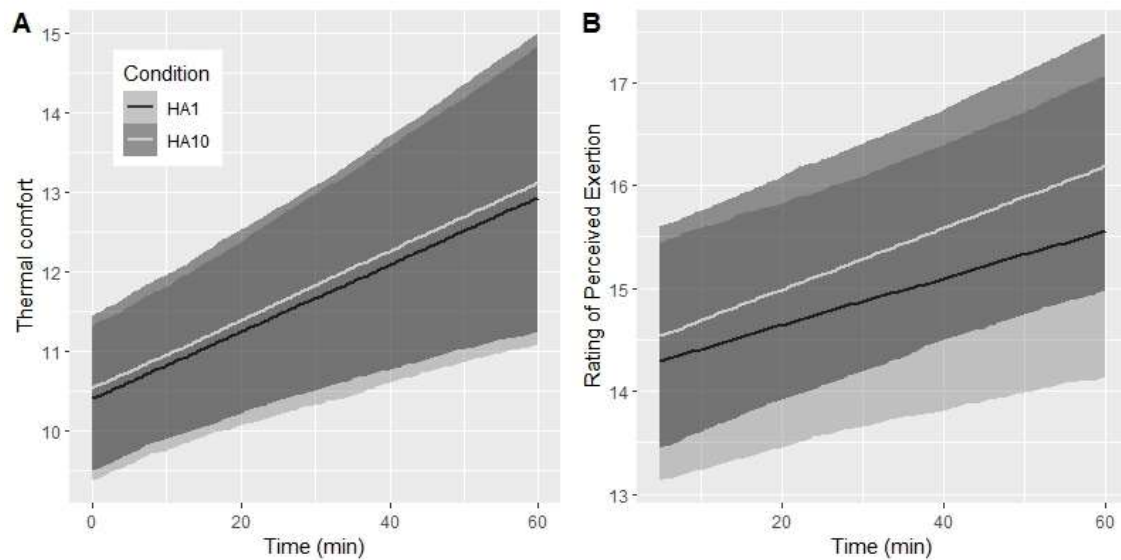 A
B
Condition
HA1
HA10
Thermal comfort
15
14
13
12
11
10
0
20
40
60
Time (min)
Rating of Perceived Exertion
17
16
15
14
13
20
40
60
Time (min)